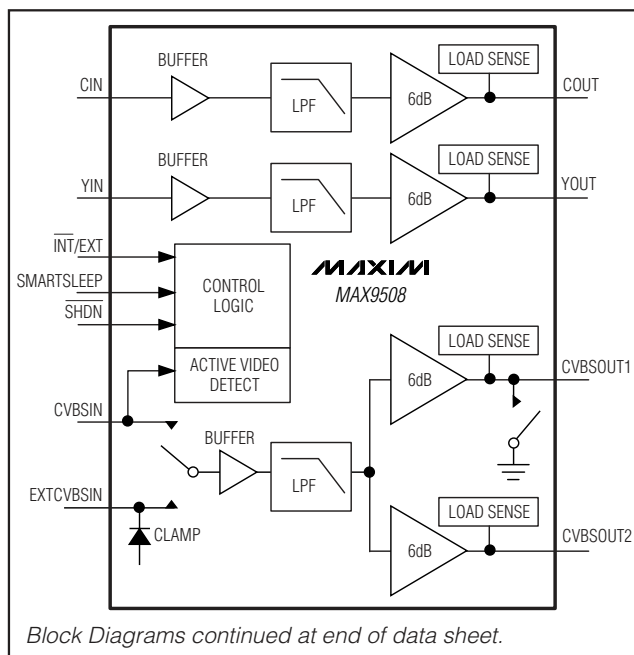 BUFFER
LOAD SENSE
CIN
LPF
6dB
COUT
BUFFER
LOAD SENSE
YIN
LPF
6dB
YOUT
INT/EXT
SMARTSLEEP
SHDN
CONTROL
LOGIC
MAXIM
MAX9508
ACTIVE VIDEO
DETECT
LOAD SENSE
6dB
CVBSOUT1
CVBSIN
BUFFER
LPF
EXTCVBSIN
CLAMP
LOAD SENSE
6dB
CVBSOUT2
Block Diagrams continued at end of data sheet.